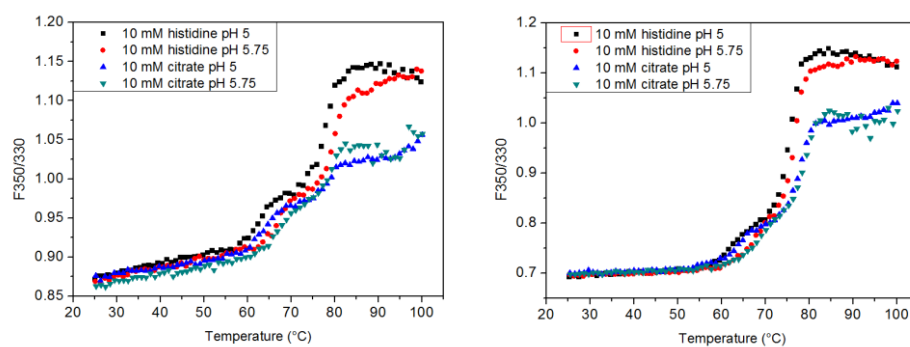 1.20
1.15
1.10
1.05
1.00
0.95
0.90
0.85
F350/330
10 mM histidine pH 5
10 mM histidine pH 5.75
10 mM citrate pH 5
10 mM citrate pH 5.75
20 30 40 50 60 70 80 90 100
Temperature (°C)
1.2
1.1
1.0
0.9
0.8
0.7
0.6
F350/330
10 mM histidine pH 5
10 mM histidine pH 5.75
10 mM citrate pH 5
10 mM citrate pH 5.75
20 30 40 50 60 70 80 90 100
Temperature (°C)